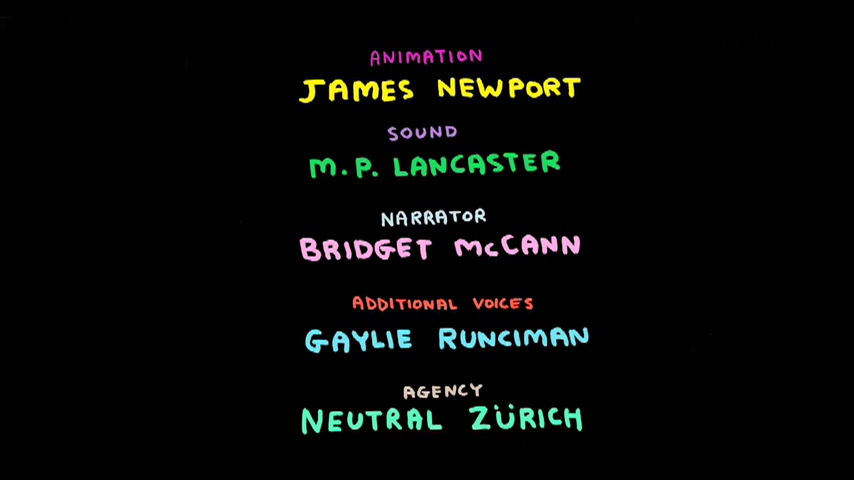 ANIMATION
JAMES NEWPORT
SOUND
M.P. LANCASTER
NARRATOR
BRIDGET McCANN
ADDITIONAL VOICES
GAYLIE RUNCIMAN
AGENCY
NEUTRAL ZÜRICH